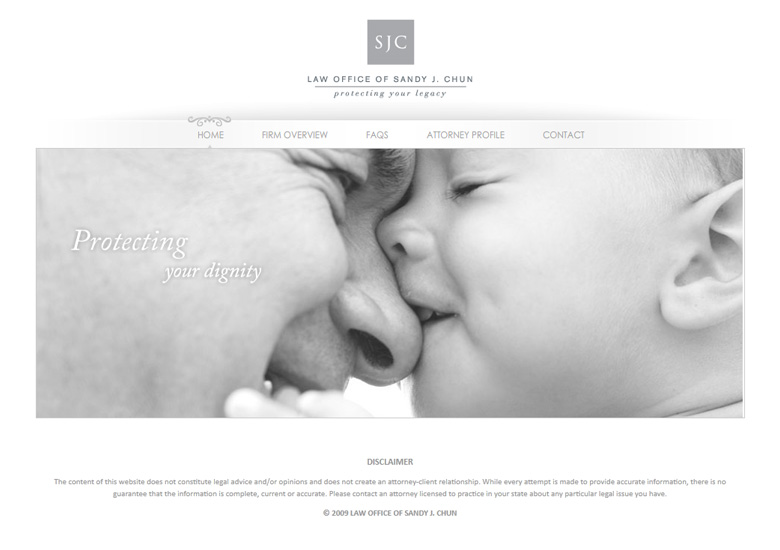 SJC
LAW OFFICE OF SANDY J. CHUN
protecting your legacy
HOME FIRM OVERVIEW FAQS ATTORNEY PROFILE CONTACT
Protecting
your dignity
DISCLAIMER
The content of this website does not constitute legal advice and/or opinions and does not create an attorney-client relationship. While every attempt is made to provide accurate information, there is no
guarantee that the information is complete, current or accurate. Please contact an attorney licensed to practice in your state about any particular legal issue you have.
© 2009 LAW OFFICE OF SANDY J. CHUN